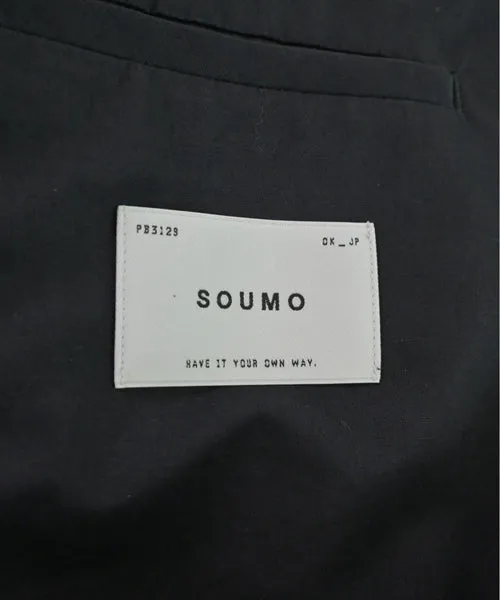 PB3129
OK_JP
SOUMO
HAVE IT YOUR OWN WAY.